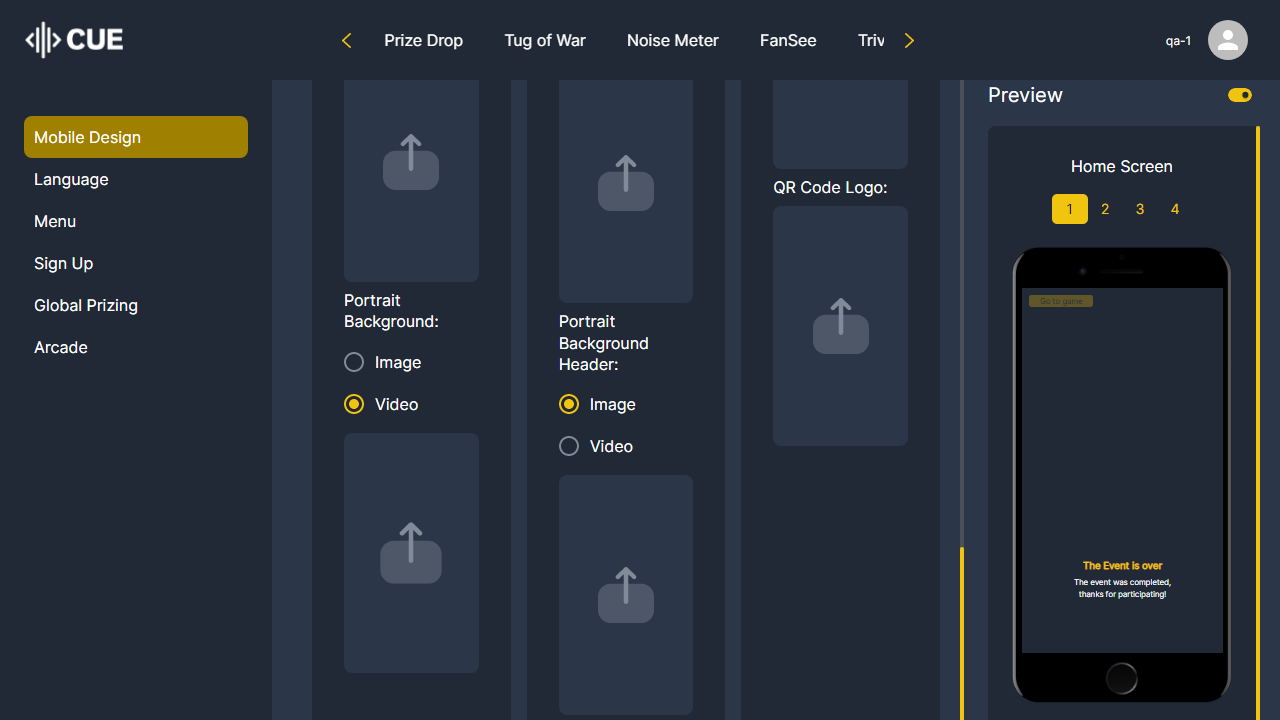 CUE
Prize Drop
Tug of War
Noise Meter
FanSee
Triv
qa-1
Mobile Design
Language
Menu
Sign Up
Global Prizing
Arcade
Portrait
Background:
Image
Video
Portrait
Background
Header:
Image
Video
QR Code Logo:
Preview
Home Screen
1 2 3 4
Go to game
The Event is over
The event was completed,
thanks for participating!